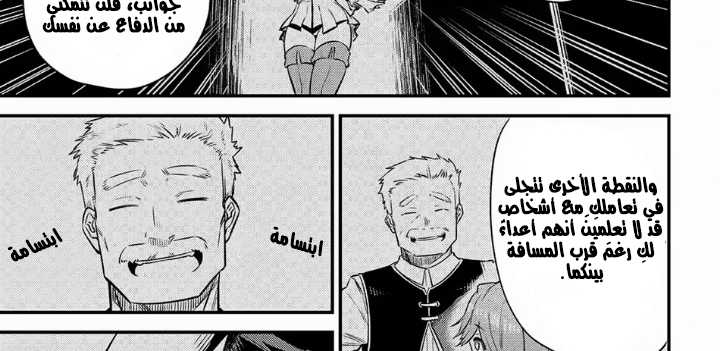 جوانب، فلن تتمكني
من الدفاع عن نفسك
والنقطة الأخرى تتجلى
في تعاملكِ مع أشخاص
قد لا تعلمينَ أنهم أعداءً
لكِ رغمَ قرب المسافة
بينكما.
ابتسامة
ابتسامة